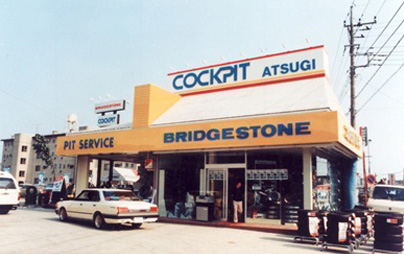 COCKPIT ATSUGI
BRIDGESTONE
COCKPIT
PIT SERVICE
BRIDGESTONE